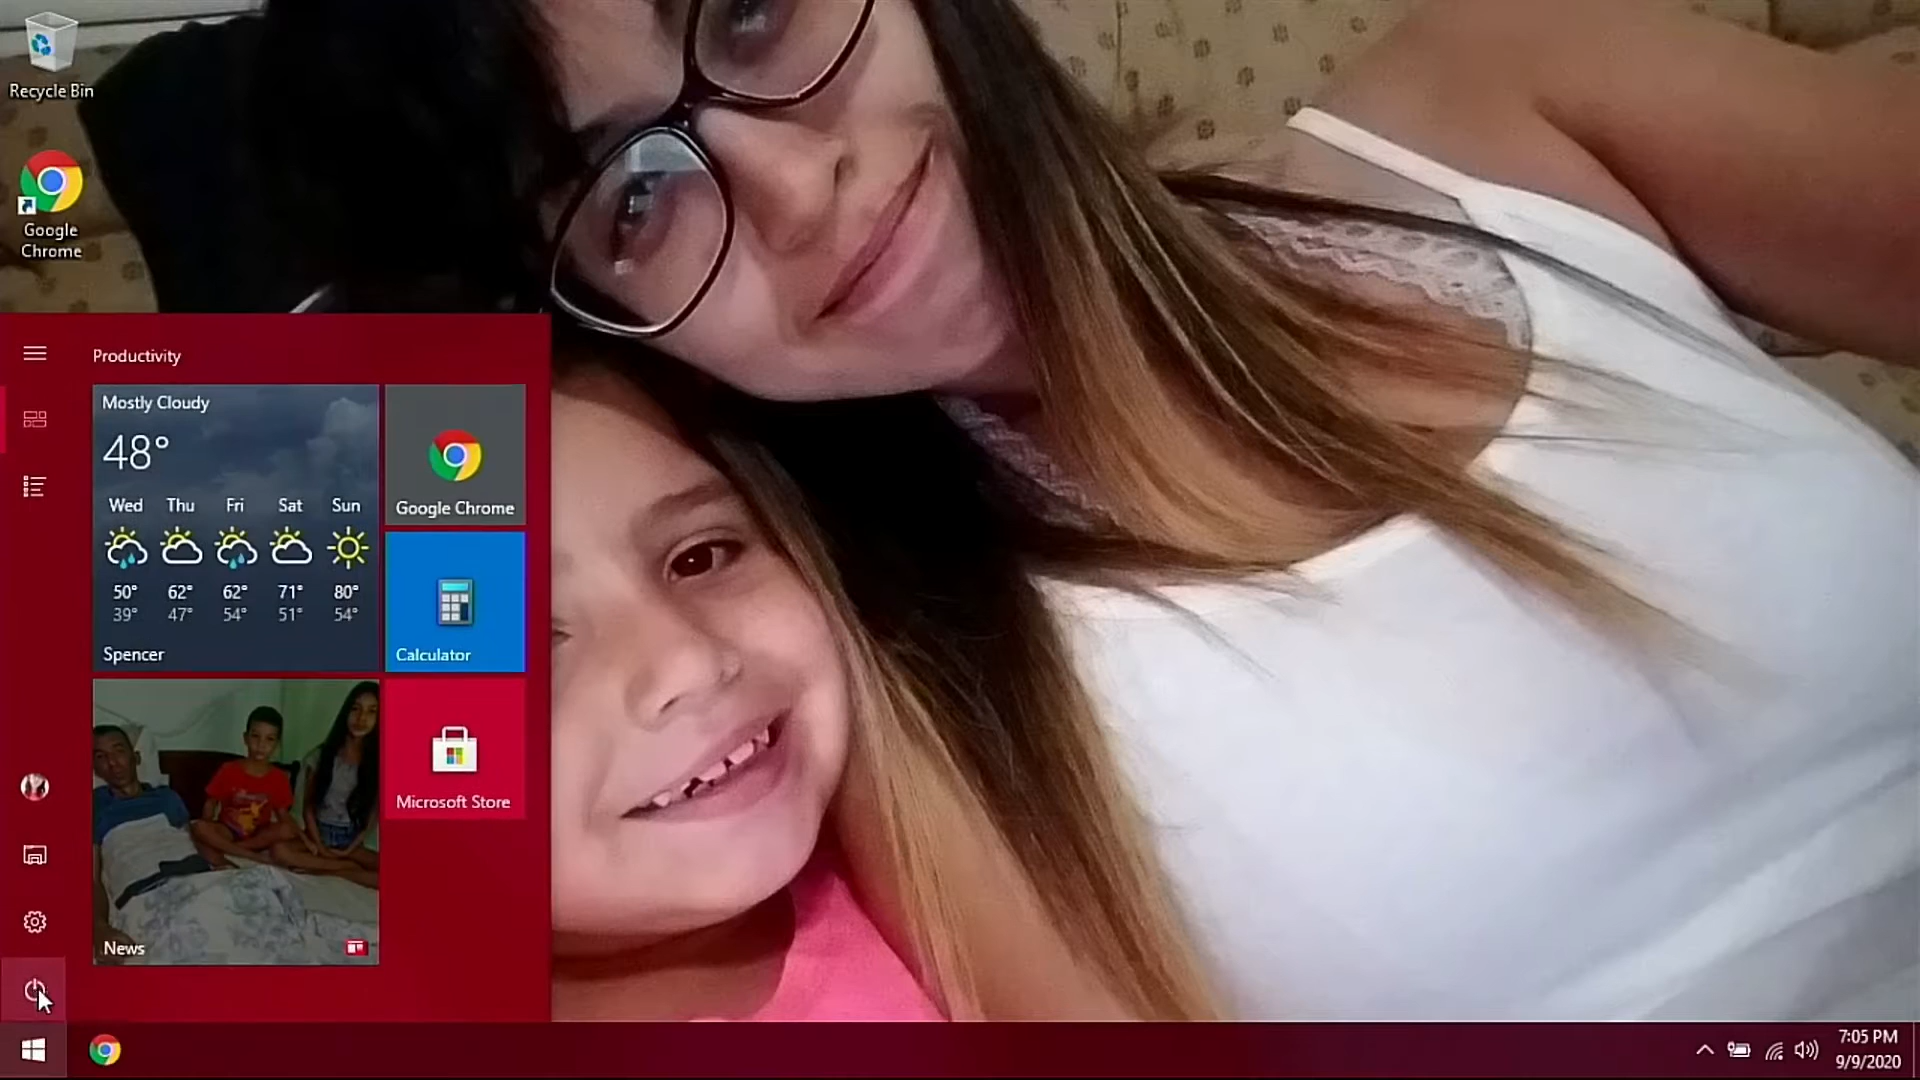 Recycle Bin
Google
Chrome
Productivity
Mostly Cloudy
48°
Wed Thu Fri Sat Sun
50° 62° 62° 71° 80°
39° 47° 54° 51° 54°
Spencer
Google Chrome
Calculator
News
Microsoft Store
7:05 PM
9/9/2020